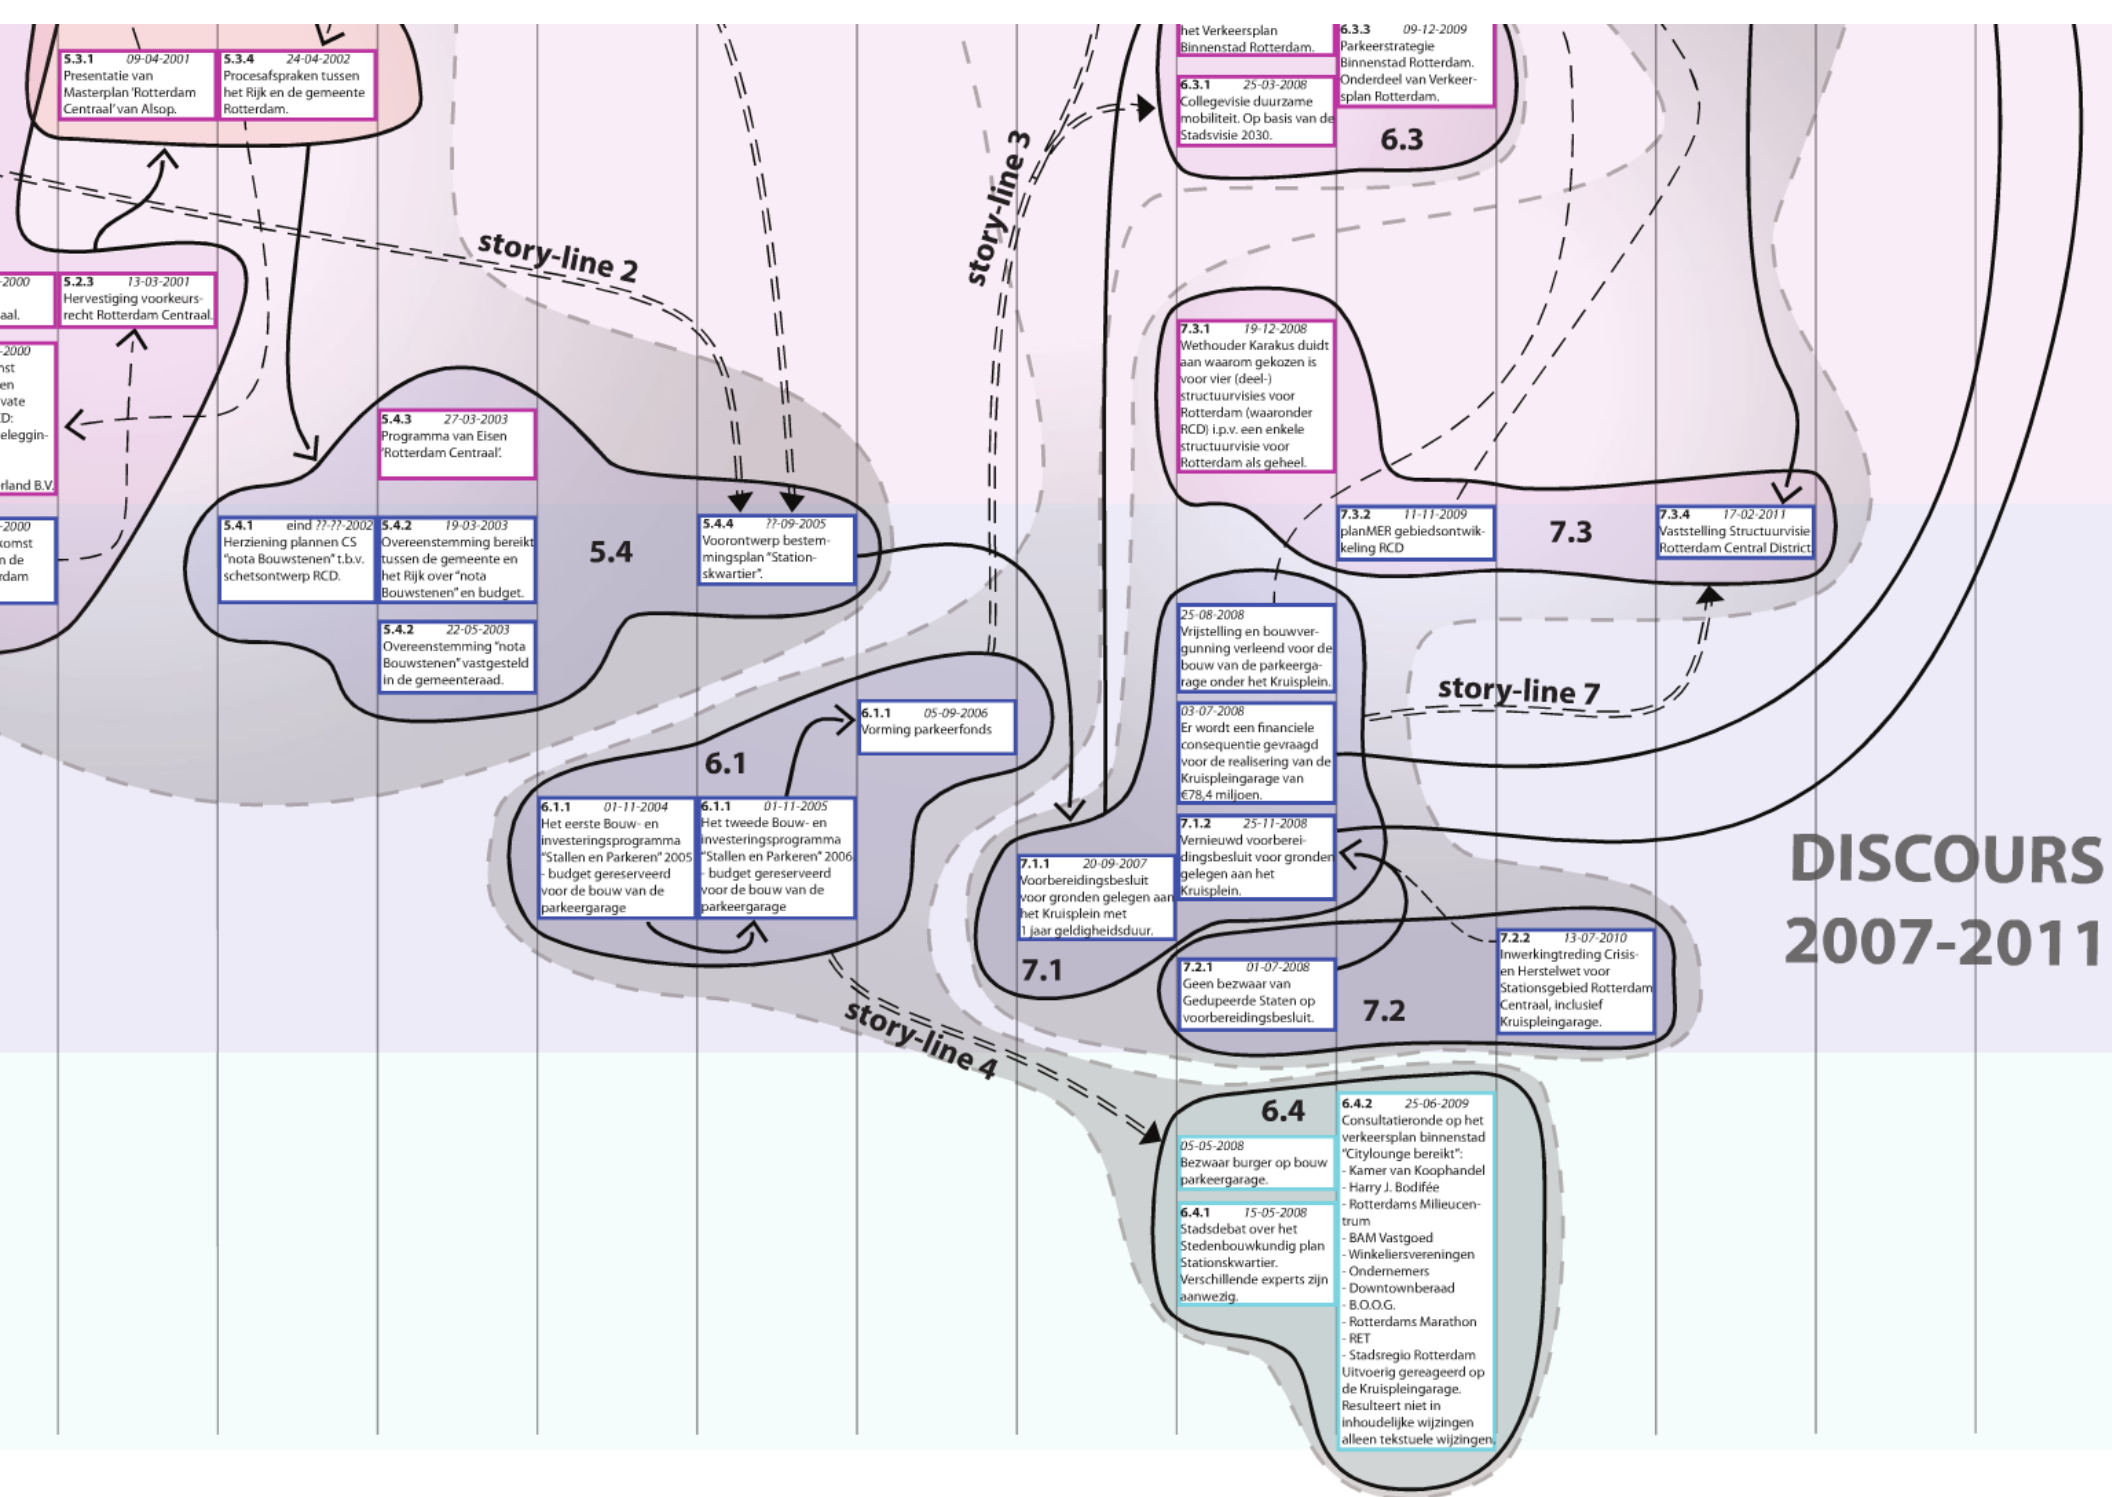 5.3.1 09-04-2001
Presentatie van
Masterplan 'Rotterdam
Centraal' van Alsop.
5.3.4 24-04-2002
Procesafspraken tussen
het Rijk en de gemeente
Rotterdam.
het Verkeersplan
Binnenstad Rotterdam.
6.3.1 25-03-2008
Collegevisie duurzame
mobiliteit. Op basis van de
Stadsvisie 2030.
6.3.3 09-12-2009
Parkeerstrategie
Binnenstad Rotterdam.
Onderdeel van Verkeer-
splan Rotterdam.
6.3
story-line 2
story-line 3
-2000
aal.
5.2.3 13-03-2001
Hervestiging voorkeurs-
recht Rotterdam Centraal.
-2000
nst
en
vate
CD:
eleggin-
rland B.V.
-2000
komst
n de
rdam
5.4.3 27-03-2003
Programma van Eisen
'Rotterdam Centraal'.
5.4.1 eind ??-??-2002
Herziening plannen CS
"nota Bouwstenen" t.b.v.
schetsontwerp RCD.
5.4.2 19-03-2003
Overeenstemming bereikt
tussen de gemeente en
het Rijk over "nota
Bouwstenen" en budget.
5.4
5.4.4 ??-09-2005
Voorontwerp bestem-
mingsplan "Station-
skwartier".
5.4.2 22-05-2003
Overeenstemming "nota
Bouwstenen" vastgesteld
in de gemeenteraad.
7.3.1 19-12-2008
Wethouder Karakus duidt
aan waarom gekozen is
voor vier (deel-)
structuurvisies voor
Rotterdam (waaronder
RCD) i.p.v. een enkele
structuurvisie voor
Rotterdam als geheel.
7.3.2 11-11-2009
planMER gebiedsontwik-
keling RCD
7.3
7.3.4 17-02-2011
Vaststelling Structuurvisie
Rotterdam Central District
25-08-2008
Vrijstelling en bouwver-
gunning verleend voor de
bouw van de parkeerga-
rage onder het Kruisplein.
story-line 7
03-07-2008
Er wordt een financiele
consequentie gevraagd
voor de realisering van de
Kruispleingarage van
€78,4 miljoen.
6.1
6.1.1 05-09-2006
Vorming parkeerfonds
6.1.1 01-11-2004
Het eerste Bouw- en
investeringsprogramma
"Stallen en Parkeren" 2005
- budget gereserveerd
voor de bouw van de
parkeergarage
6.1.1 01-11-2005
Het tweede Bouw- en
investeringsprogramma
"Stallen en Parkeren" 2006
- budget gereserveerd
voor de bouw van de
parkeergarage
7.1.2 25-11-2008
Vernieuwd voorberei-
dingsbesluit voor gronden
gelegen aan het
Kruisplein.
7.1.1 20-09-2007
Voorbereidingsbesluit
voor gronden gelegen aan
het Kruisplein met
1 jaar geldigheidsduur.
7.1
DISCOURS
2007-2011
7.2.1 01-07-2008
Geen bezwaar van
Gedupeerde Staten op
voorbereidingsbesluit.
7.2
7.2.2 13-07-2010
Inwerkingtreding Crisis-
en Herstelwet voor
Stationsgebied Rotterdam
Centraal, inclusief
Kruispleingarage.
story-line 4
6.4
05-05-2008
Bezwaar burger op bouw
parkeergarage.
6.4.1 15-05-2008
Stadsdebat over het
Stedenbouwkundig plan
Stationskwartier.
Verschillende experts zijn
aanwezig.
6.4.2 25-06-2009
Consultatieronde op het
verkeersplan binnenstad
"Citylounge bereikt":
- Kamer van Koophandel
- Harry J. Bodifée
- Rotterdams Milieucen-
trum
- BAM Vastgoed
- Winkeliersvereningen
- Ondernemers
- Downtownberaad
- B.O.O.G.
- Rotterdams Marathon
- RET
- Stadsregio Rotterdam
Uitvoerig gereageerd op
de Kruispleingarage.
Resulteert niet in
inhoudelijke wijzingen
alleen tekstuele wijzingen.